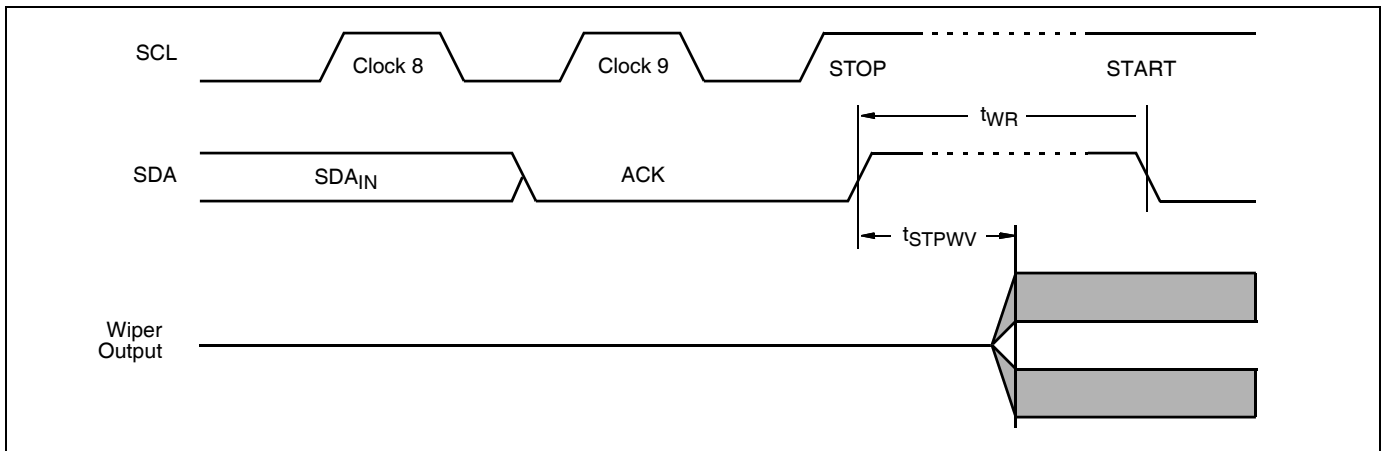 SCL
Clock 8
Clock 9
STOP
START
tWR
SDA
SDAIN
ACK
tSTPWV
Wiper
Output